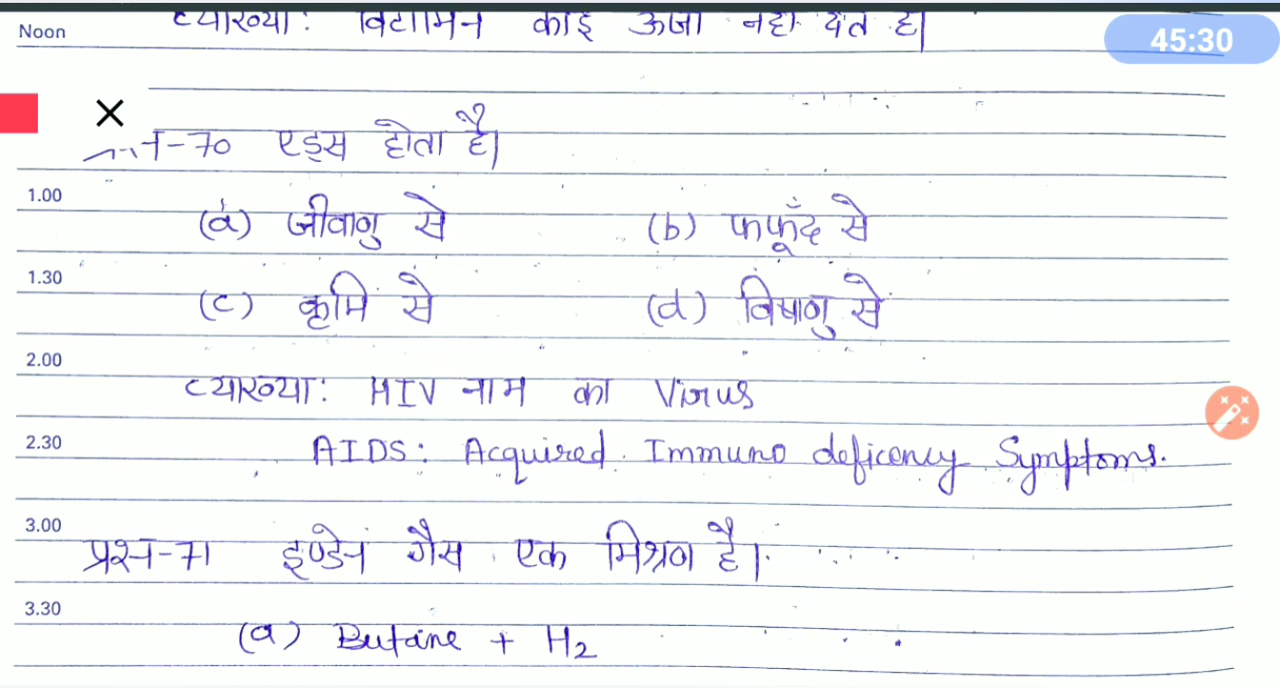 Noon व्याख्या: विटामिन कोई ऊर्जा नहीं देते है। 45:30
न-70 एड्स होता है।
1.00 (a) जीवाणु से (b) फफूँद से
1.30 (c) कृमि से (d) विषाणु से
2.00 व्याख्या: HIV नाम का Virus
2.30 AIDS: Acquired Immuno deficency Symptoms.
3.00 प्रश्न-71 इण्डेन गैस एक मिश्रण है।
3.30 (a) Butane + H2